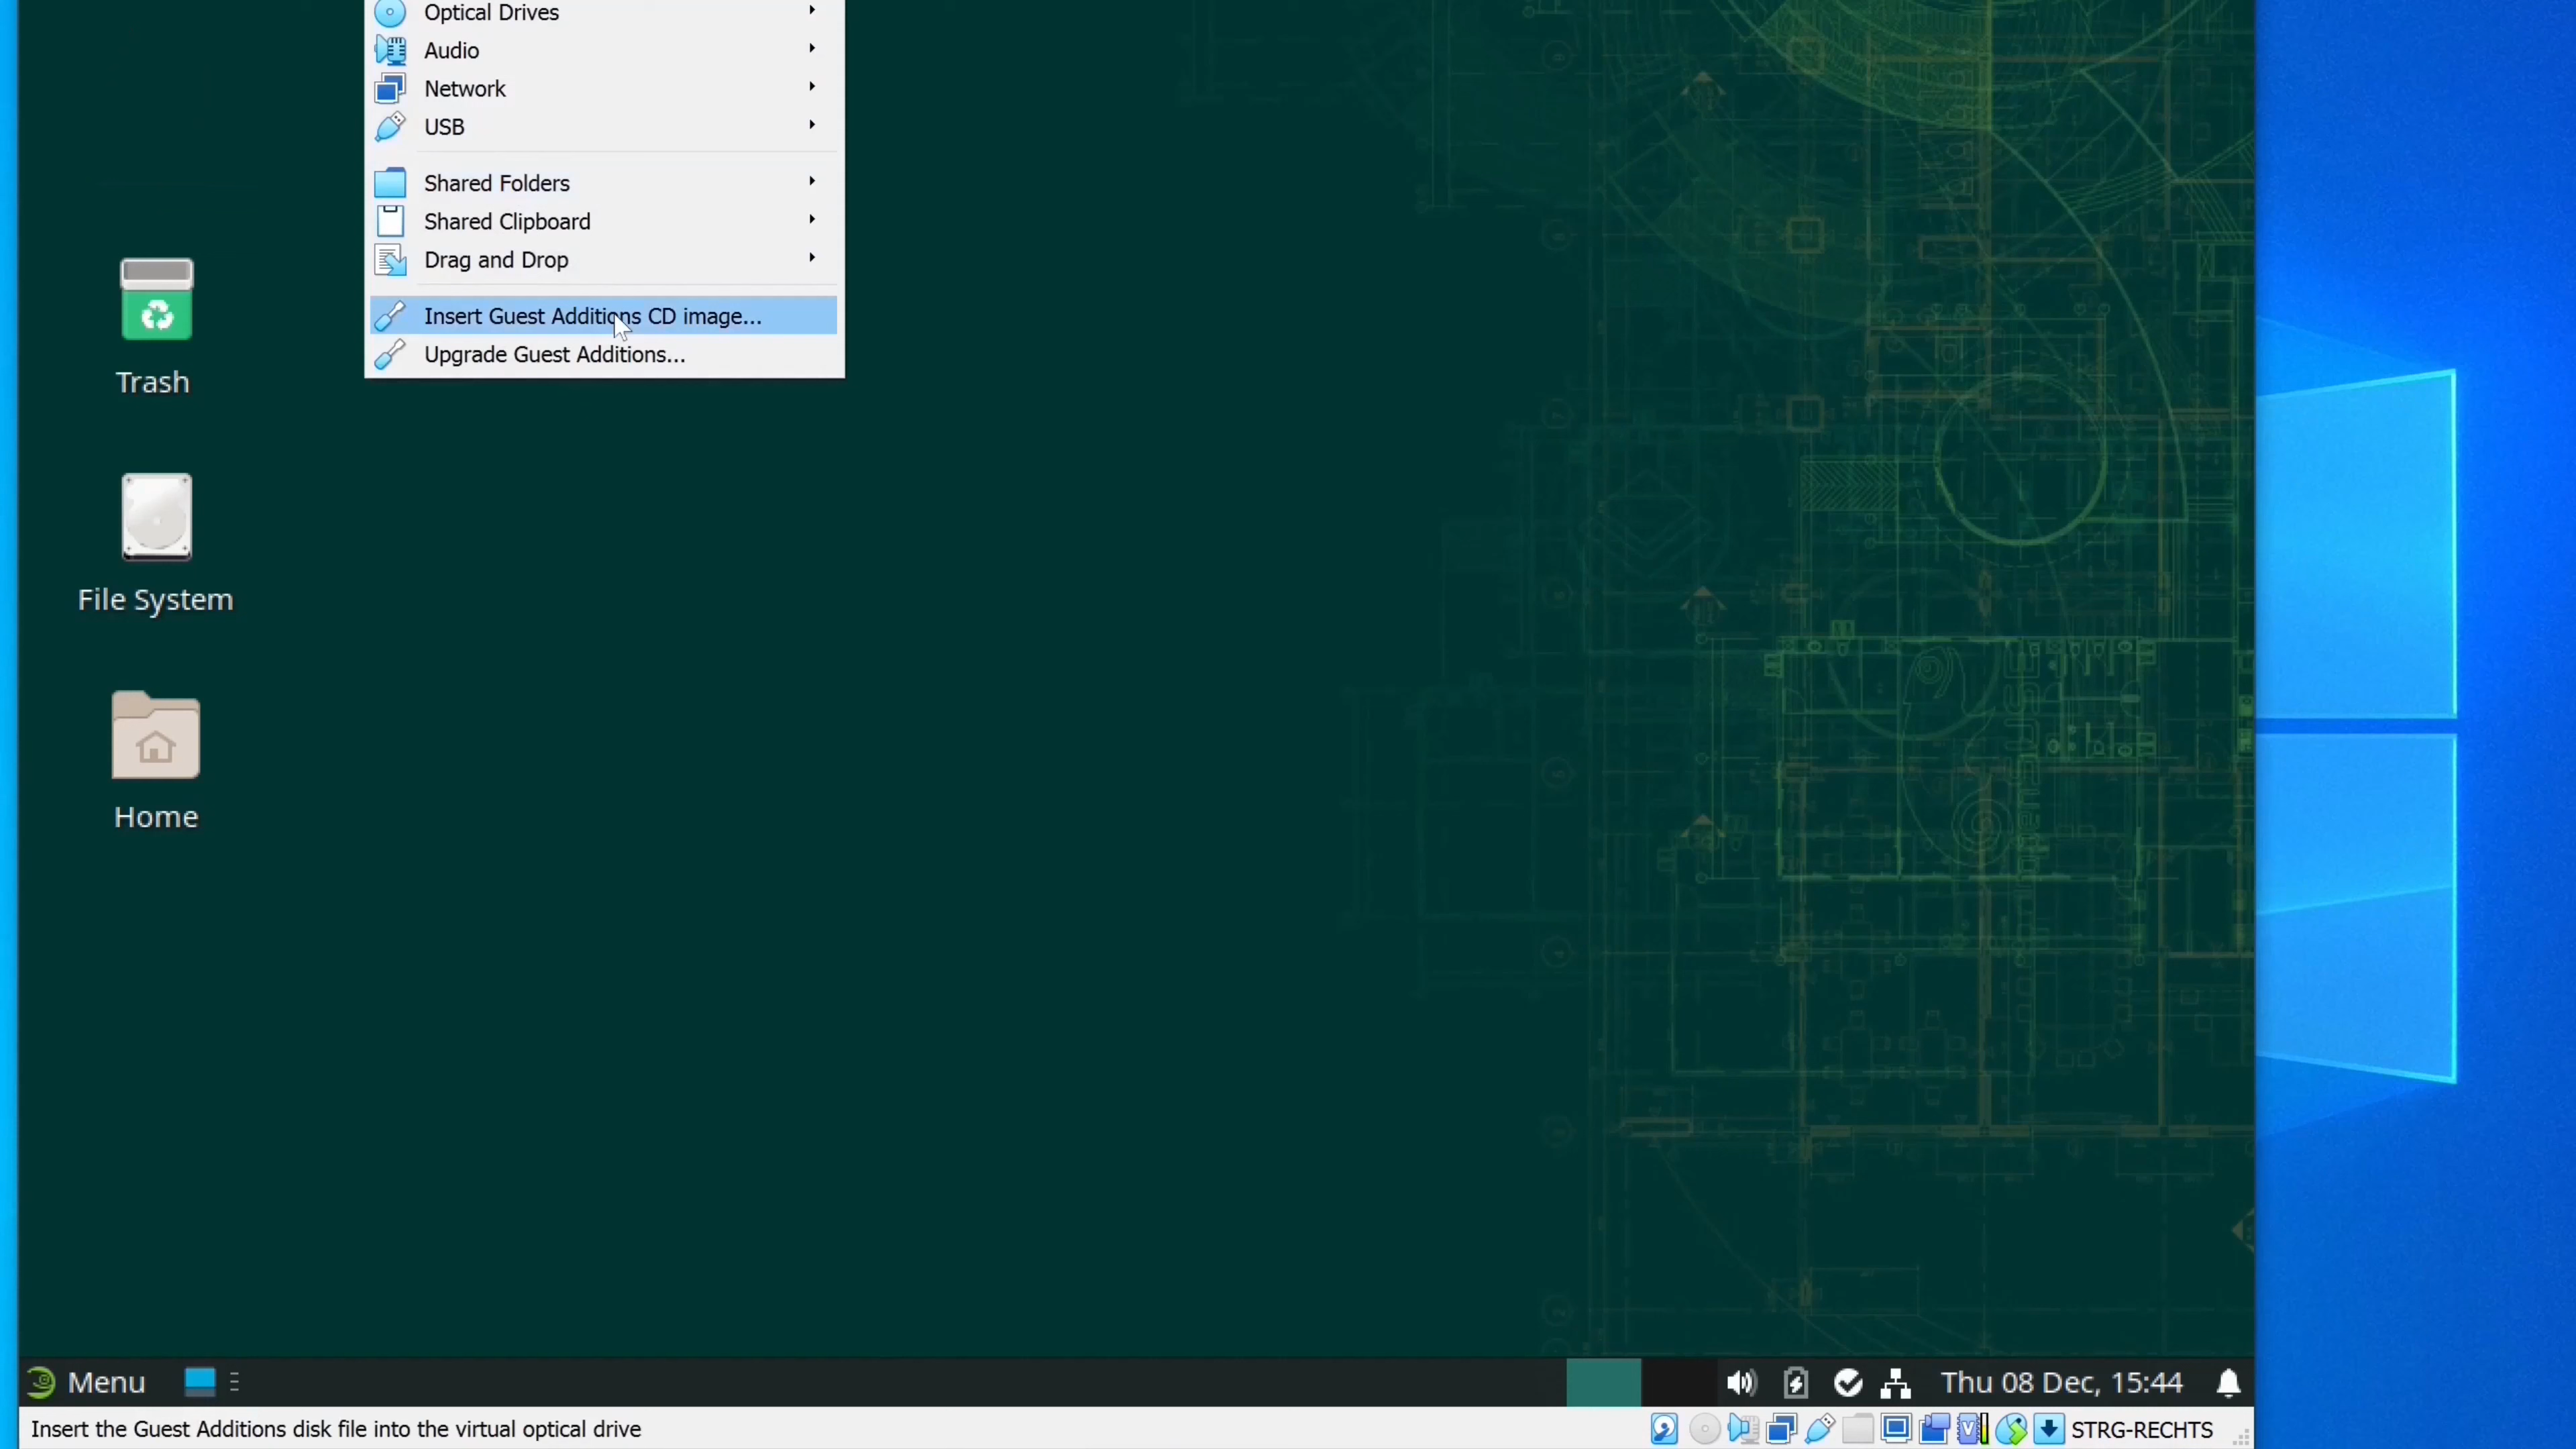 Optical Drives
Audio
Network
USB
Shared Folders
Shared Clipboard
Drag and Drop
Insert Guest Additions CD image...
Upgrade Guest Additions...
Trash
File System
Home
openSUSE
Menu
Thu 08 Dec, 15:44
Insert the Guest Additions disk file into the virtual optical drive
STRG-RECHTS